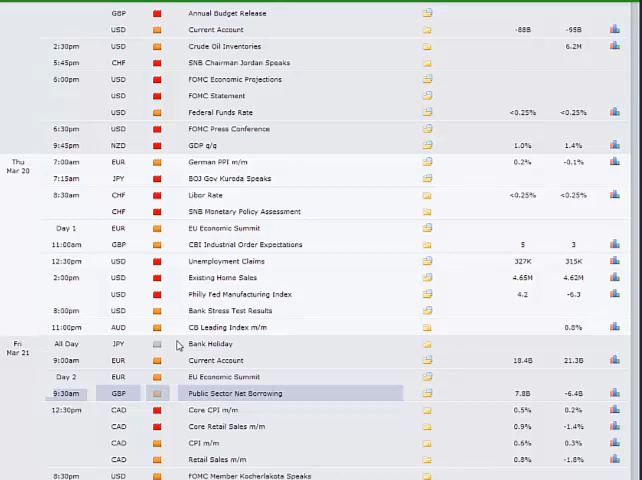 GBP Annual Budget Release
USD Current Account -88B -95B
2:30pm USD Crude Oil Inventories 6.2M
5:45pm CHF SNB Chairman Jordan Speaks
6:00pm USD FOMC Economic Projections
USD FOMC Statement
USD Federal Funds Rate <0.25% <0.25%
6:30pm USD FOMC Press Conference
9:45pm NZD GDP q/q 1.0% 1.4%
Thu Mar 20 7:00am EUR German PPI m/m 0.2% -0.1%
7:15am JPY BOJ Gov Kuroda Speaks
8:30am CHF Libor Rate <0.25% <0.25%
CHF SNB Monetary Policy Assessment
Day 1 EUR EU Economic Summit
11:00am GBP CBI Industrial Order Expectations 5 3
12:30pm USD Unemployment Claims 327K 315K
2:00pm USD Existing Home Sales 4.65M 4.62M
USD Philly Fed Manufacturing Index 4.2 -6.3
8:00pm USD Bank Stress Test Results
11:00pm AUD CB Leading Index m/m 0.8%
Fri Mar 21 All Day JPY Bank Holiday
9:00am EUR Current Account 18.4B 21.3B
Day 2 EUR EU Economic Summit
9:30am GBP Public Sector Net Borrowing 7.8B -6.4B
12:30pm CAD Core CPI m/m 0.5% 0.2%
CAD Core Retail Sales m/m 0.9% -1.4%
CAD CPI m/m 0.6% 0.3%
CAD Retail Sales m/m 0.8% -1.8%
8:30pm USD FOMC Member Kocherlakota Speaks